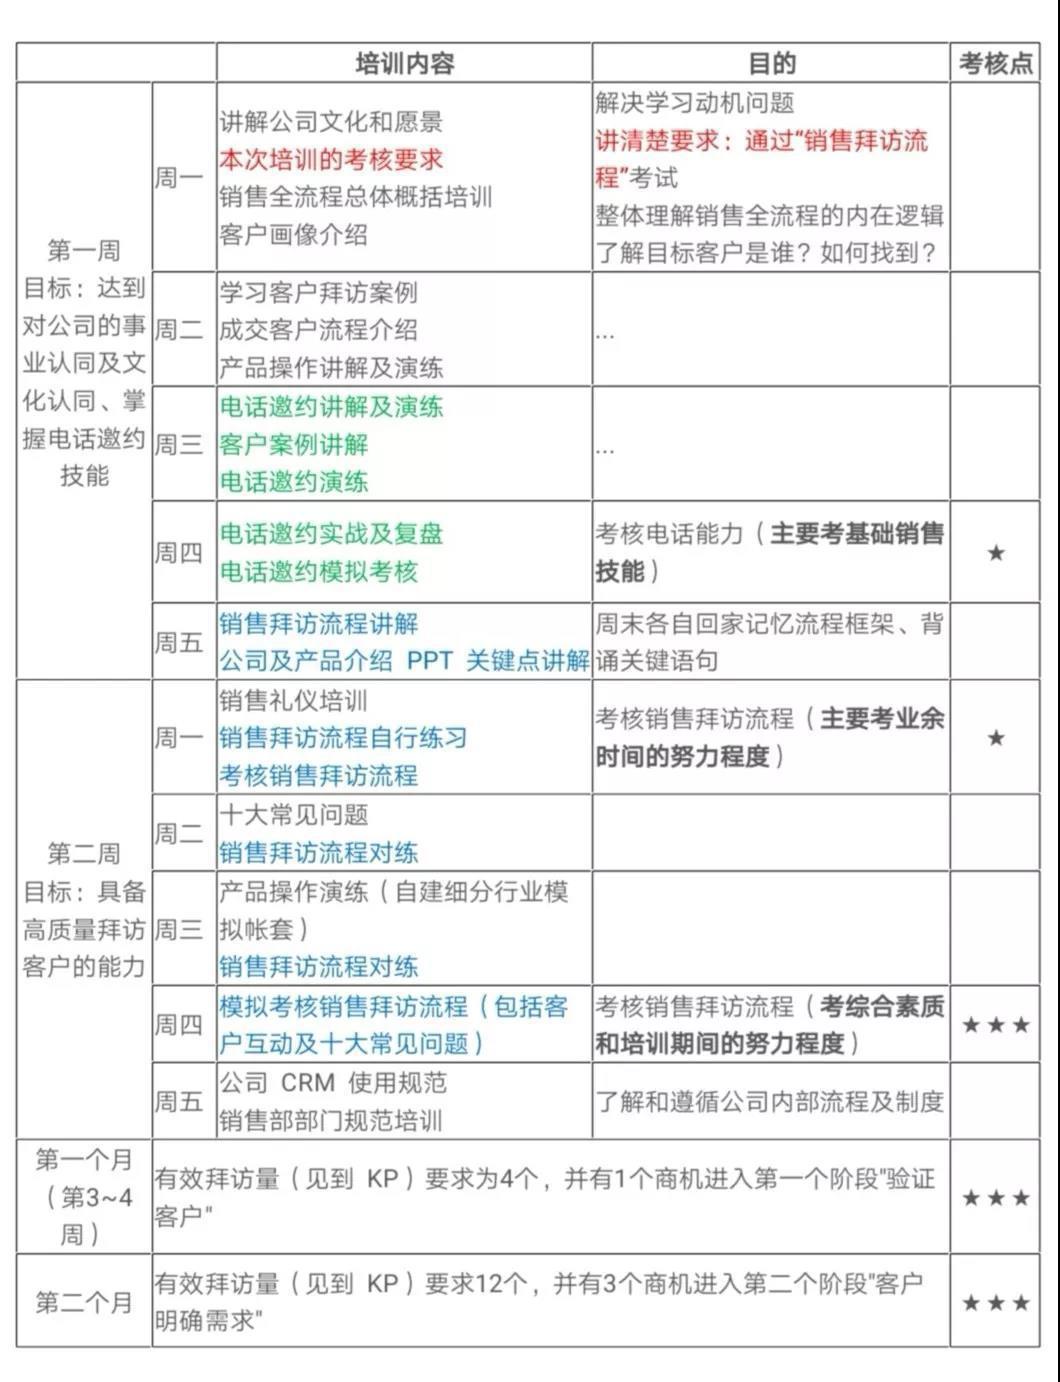 培训内容
目的
考核点
第一周
目标：达到
对公司的事
业认同及文
化认同、掌
握电话邀约
技能
周一
讲解公司文化和愿景
本次培训的考核要求
销售全流程总体概括培训
客户画像介绍
解决学习动机问题
讲清楚要求：通过“销售拜访流
程”考试
整体理解销售全流程的内在逻辑
了解目标客户是谁？如何找到？
周二
学习客户拜访案例
成交客户流程介绍
产品操作讲解及演练
...
周三
电话邀约讲解及演练
客户案例讲解
电话邀约演练
...
周四
电话邀约实战及复盘
电话邀约模拟考核
考核电话能力（主要考基础销售
技能）
★
周五
销售拜访流程讲解
公司及产品介绍 PPT 关键点讲解
周末各自回家记忆流程框架、背
诵关键语句
第二周
目标：具备
高质量拜访
客户的能力
周一
销售礼仪培训
销售拜访流程自行练习
考核销售拜访流程
考核销售拜访流程（主要考业余
时间的努力程度）
★
周二
十大常见问题
销售拜访流程对练
周三
产品操作演练（自建细分行业模
拟帐套）
销售拜访流程对练
周四
模拟考核销售拜访流程（包括客
户互动及十大常见问题）
考核销售拜访流程（考综合素质
和培训期间的努力程度）
★★★
周五
公司 CRM 使用规范
销售部部门规范培训
了解和遵循公司内部流程及制度
第一个月
（第3~4
周）
有效拜访量（见到 KP）要求为4个，并有1个商机进入第一个阶段"验证
客户"
★★★
第二个月
有效拜访量（见到 KP）要求12个，并有3个商机进入第二个阶段"客户
明确需求"
★★★